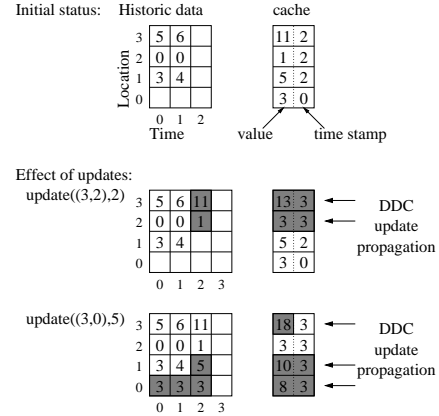 Initial status: Historic data cache
Location
3 5 6 11 2
2 0 0 1 2
1 3 4 5 2
0 3 0
0 1 2
Time value time stamp
Effect of updates:
update((3,2),2)
3 5 6 11 13 3
2 0 0 1 3 3
1 3 4 5 2
0 3 0
0 1 2 3
DDC
update
propagation
update((3,0),5)
3 5 6 11 18 3
2 0 0 1 3 3
1 3 4 5 10 3
0 3 3 3 8 3
0 1 2 3
DDC
update
propagation